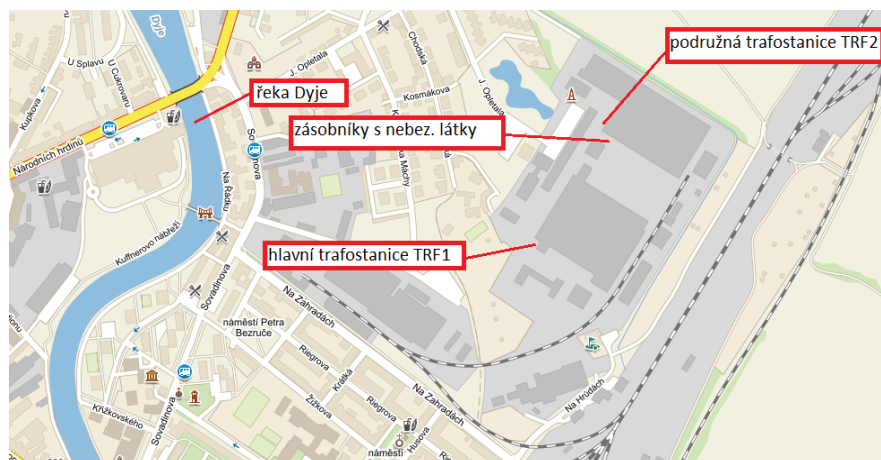 Dyje
U Splavu
U Cukrovaru
Kupkova
Národních hrdinů
J. Opletala
Chodská
Kosmákova
J. Opletala
podružná trafostanice TRF2
řeka Dyje
zásobníky s nebez. látky
Na Řádku
Máchy
Kuffnerovo nábřeží
hlavní trafostanice TRF1
Sovadinova
Na Zahradách
náměstí Petra
Bezruče
Riegrova
Krátká
Žižkova
Riegrova
Na Zahradách
Husova
náměstí
Křížkovského
Sovadinova
Na Hrůdách